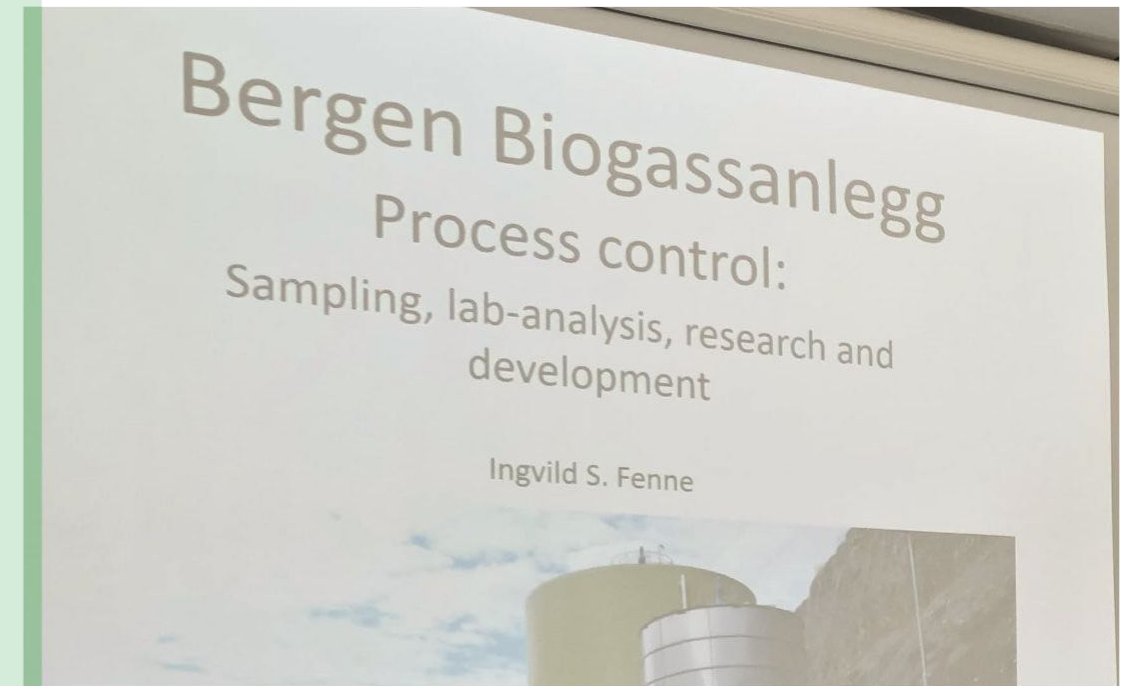 Bergen Biogassanlegg
Process control:
Sampling, lab-analysis, research and
development
Ingvild S. Fenne